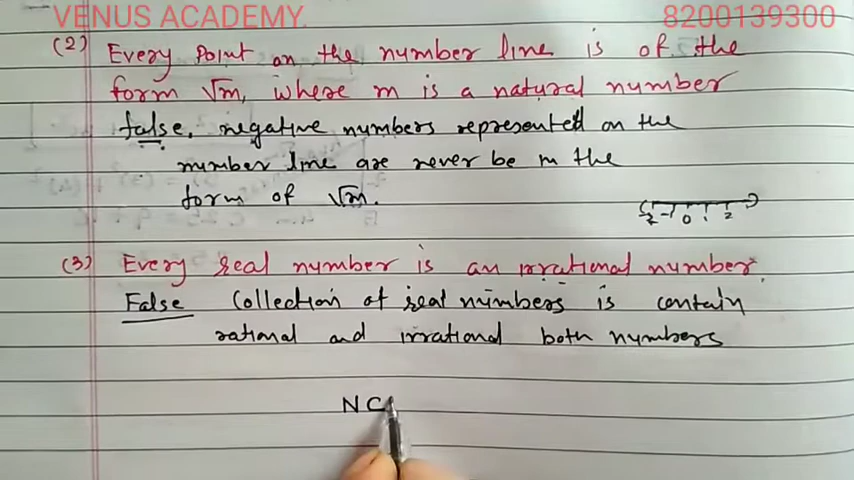 VENUS ACADEMY. 8200139300
(2) Every Point on the number line is of the
form √m, where m is a natural number
false, negative numbers represented on the
number line are never be in the
form of √m.
-2 -1 0 1 2
(3) Every real number is an irrational number.
False Collection of real numbers is contain
rational and irrational both numbers
NC